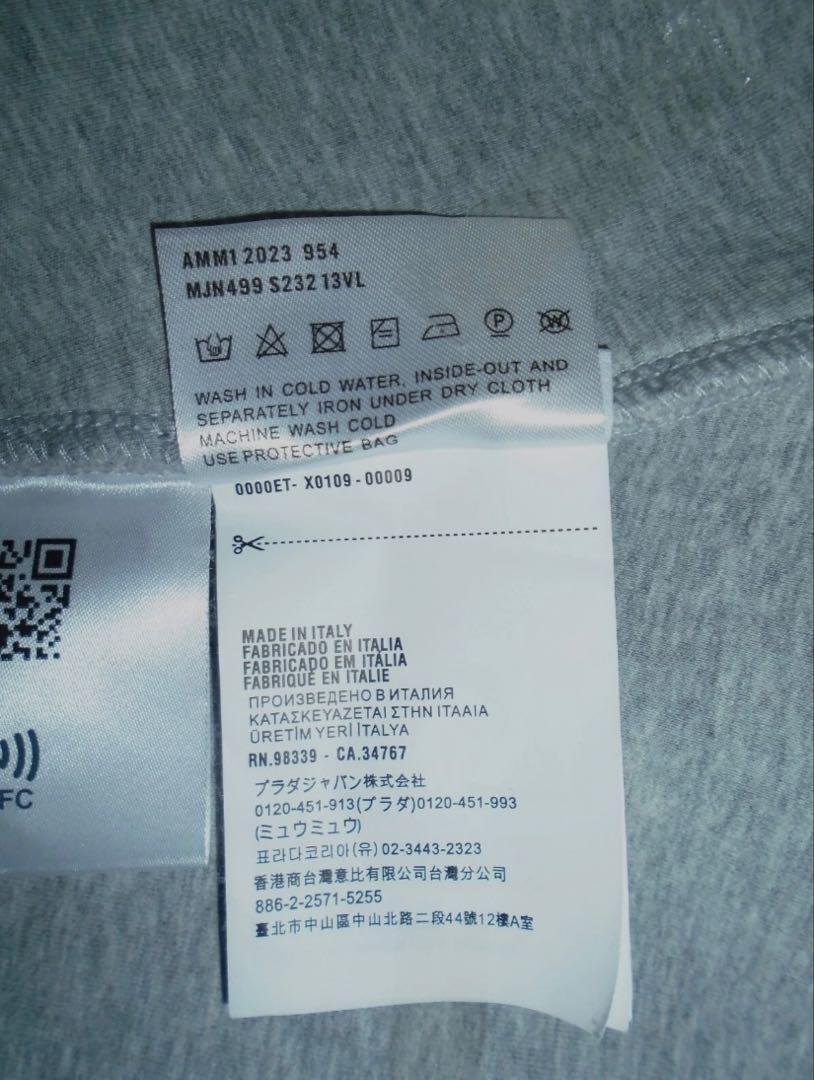 AMM1 2023 954
MJN499 S232 13VL
P
W
WASH IN COLD WATER, INSIDE-OUT AND
SEPARATELY IRON UNDER DRY CLOTH
MACHINE WASH COLD
USE PROTECTIVE BAG
0000ET- X0109 - 00009
MADE IN ITALY
FABRICADO EN ITALIA
FABRICADO EM ITÁLIA
FABRIQUÉ EN ITALIE
ПРОИЗВЕДЕНО В ИТАЛИЯ
ΚΑΤΑΣΚΕΥΑΖΕΤΑΙ ΣΤΗΝ ΙΤΑΑΙΑ
ÜRETİM YERİ İTALYA
RN.98339 - CA.34767
プラダジャパン株式会社
0120-451-913(プラダ)0120-451-993
(ミュウミュウ)
프라다코리아(유) 02-3443-2323
香港商台灣意比有限公司台灣分公司
886-2-2571-5255
臺北市中山區中山北路二段44號12樓A室
FC